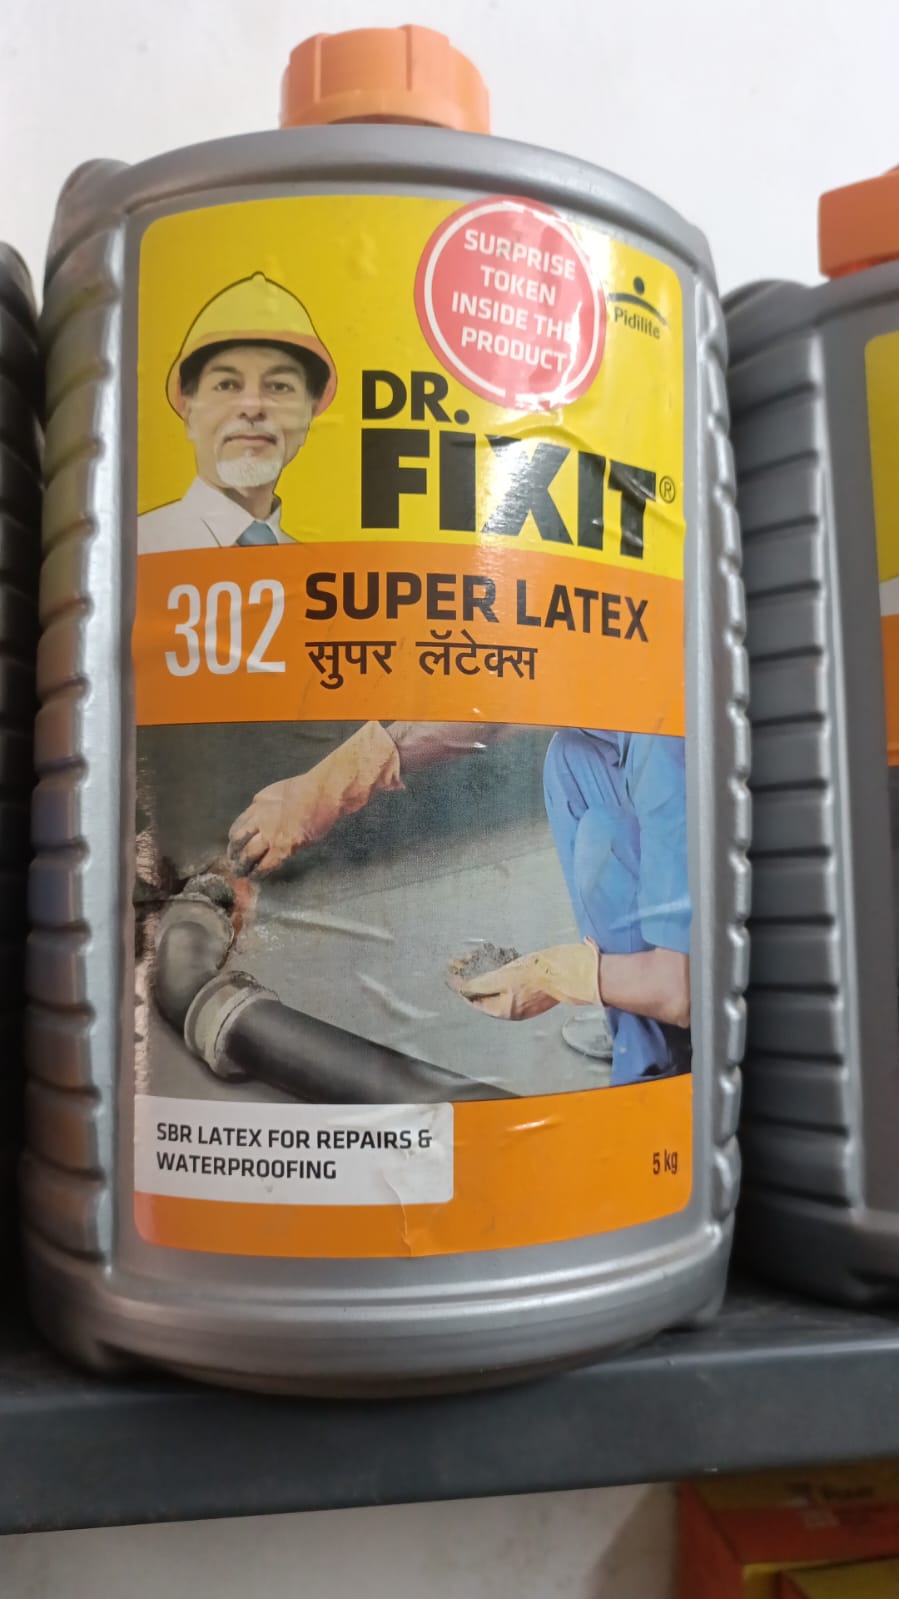 SURPRISE
TOKEN
INSIDE THE
PRODUCT
Pidilite
DR.
FIXIT®
302 SUPER LATEX
सुपर लॅटेक्स
SBR LATEX FOR REPAIRS &
WATERPROOFING
5 kg